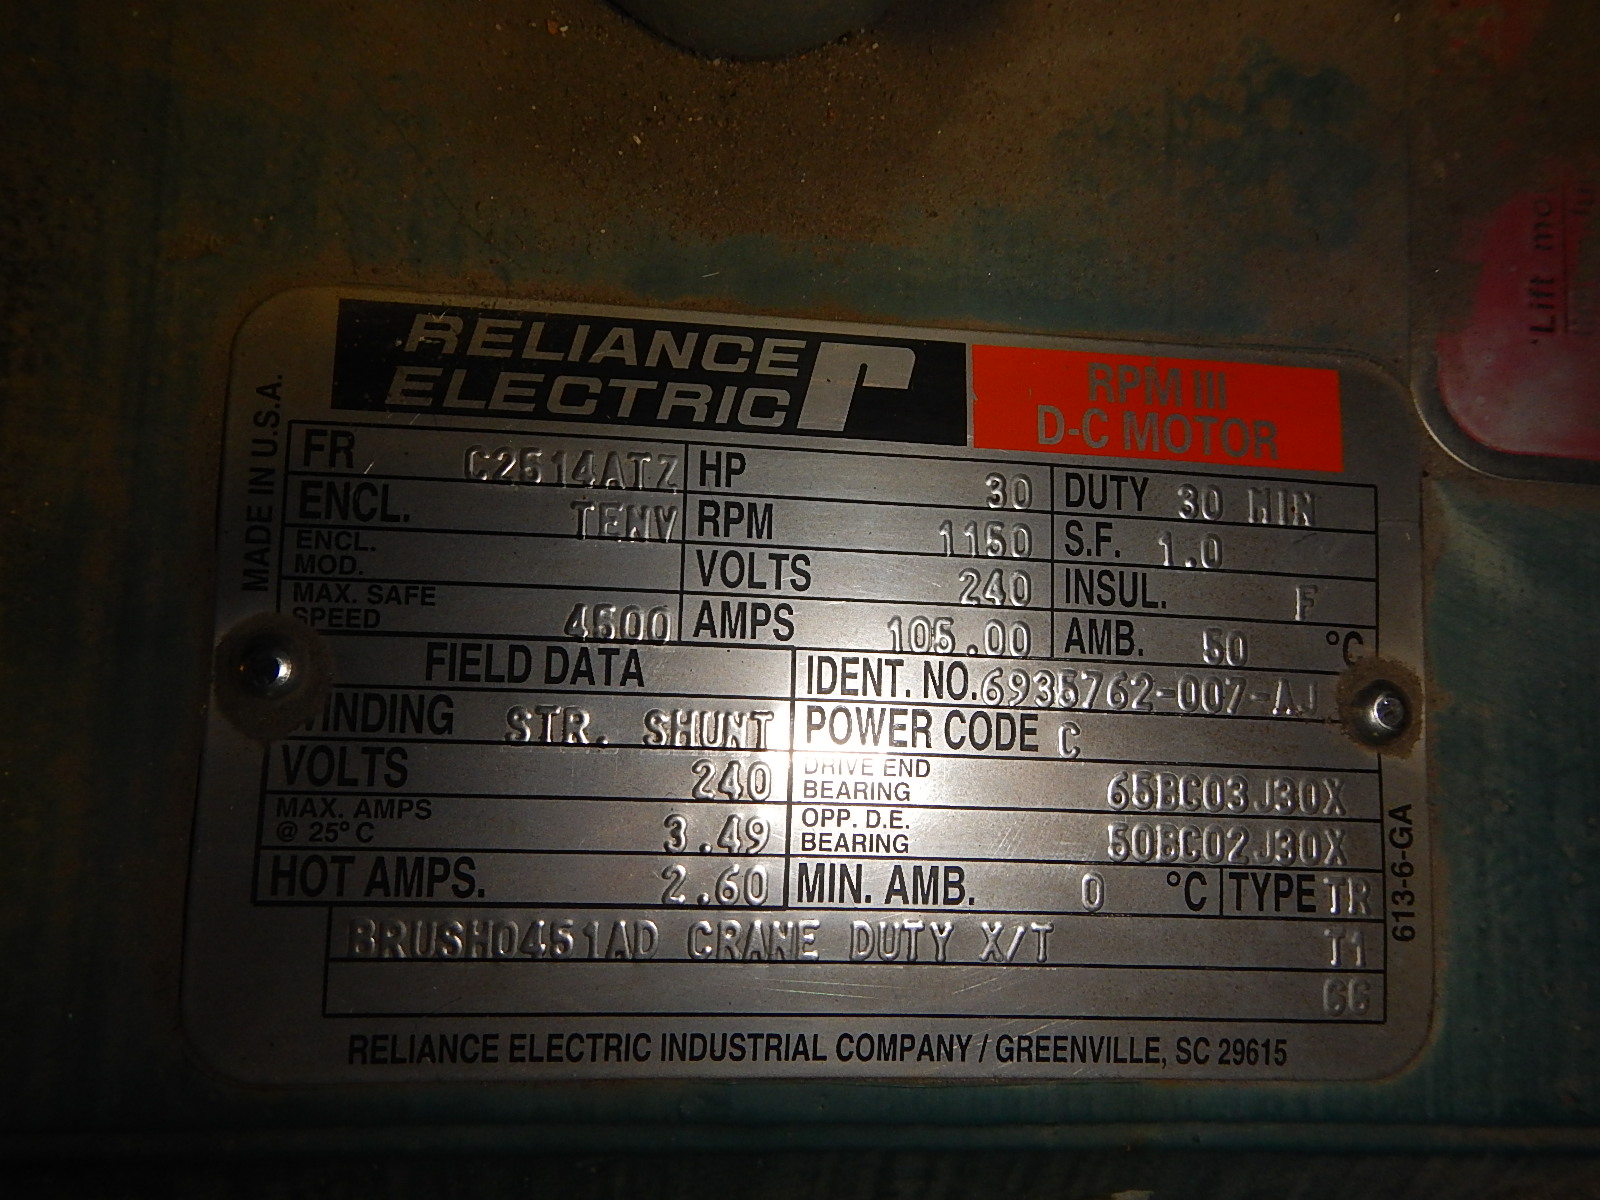 RELIANCE
ELECTRIC
RPM III
D-C MOTOR
MADE IN U.S.A.
FR C2514ATZ HP 30 DUTY 30 MIN
ENCL. TENV RPM 1150 S.F. 1.0
ENCL. MOD. VOLTS 240 INSUL. F
MAX. SAFE SPEED 4500 AMPS 105.00 AMB. 50 °C
FIELD DATA IDENT. NO. 6935762-007-AJ
WINDING STR. SHUNT POWER CODE C
VOLTS 240 DRIVE END BEARING 65BC03J30X
MAX. AMPS @ 25° C 3.49 OPP. D.E. BEARING 50BC02J30X
HOT AMPS. 2.60 MIN. AMB. 0 °C TYPE TR
BRUSH0451AD CRANE DUTY X/T T1
RELIANCE ELECTRIC INDUSTRIAL COMPANY / GREENVILLE, SC 29615
613-6-GA
Lift mo